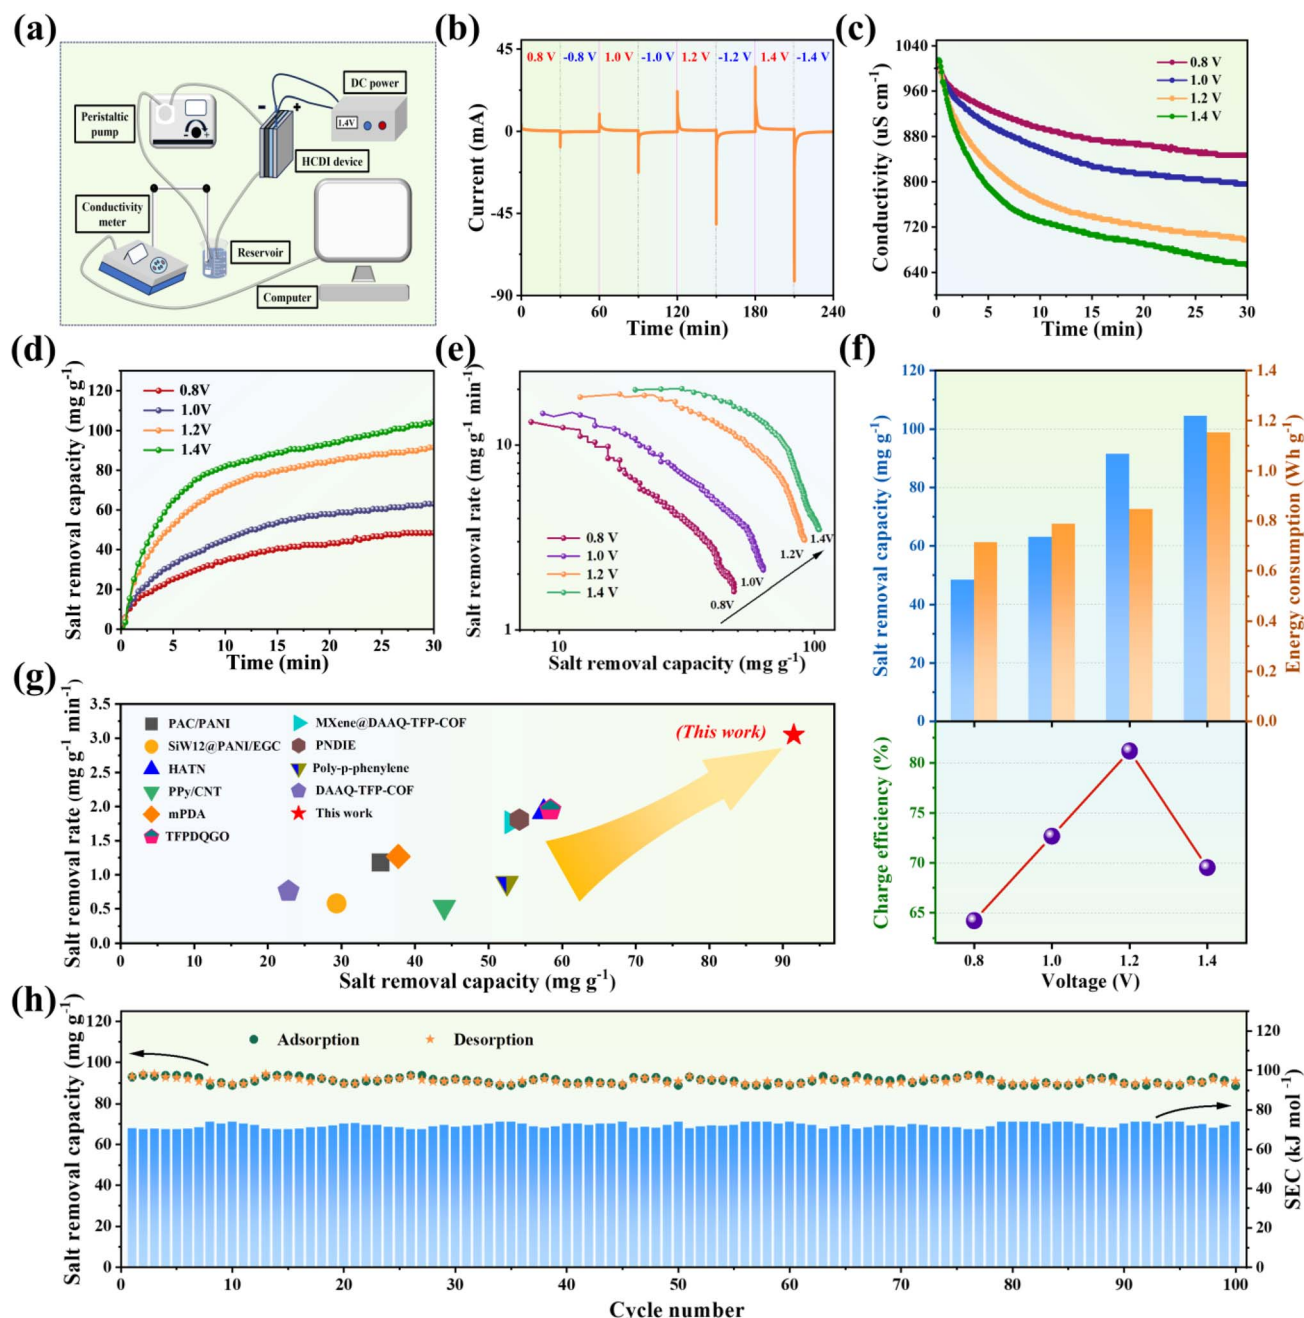 (a)
Peristaltic
pump
DC power
1.4V
- +
HCDI device
Conductivity
meter
Reservoir
Computer
(b)
0.8 V -0.8 V 1.0 V -1.0 V 1.2 V -1.2 V 1.4 V -1.4 V
Current (mA)
45
0
-45
-90
0 60 120 180 240
Time (min)
(c)
Conductivity (uS cm⁻¹)
1040
960
880
800
720
640
0.8 V
1.0 V
1.2 V
1.4 V
0 5 10 15 20 25 30
Time (min)
(d)
Salt removal capacity (mg g⁻¹)
120
100
80
60
40
20
0
0.8V
1.0V
1.2V
1.4V
0 5 10 15 20 25 30
Time (min)
(e)
Salt removal rate (mg g⁻¹ min⁻¹)
10
1
0.8 V
1.0 V
1.2 V
1.4 V
0.8V
1.0V
1.2V
1.4V
10 100
Salt removal capacity (mg g⁻¹)
(f)
Salt removal capacity (mg g⁻¹)
120
100
80
60
40
20
0
Energy consumption (Wh g⁻¹)
1.4
1.2
1.0
0.8
0.6
0.4
0.2
0.0
Charge efficiency (%)
80
75
70
65
0.8 1.0 1.2 1.4
Voltage (V)
(g)
Salt removal rate (mg g⁻¹ min⁻¹)
3.5
3.0
2.5
2.0
1.5
1.0
0.5
0.0
PAC/PANI
SiW12@PANI/EGC
HATN
PPy/CNT
mPDA
TFPDQGO
MXene@DAAQ-TFP-COF
PNDIE
Poly-p-phenylene
DAAQ-TFP-COF
This work
(This work)
0 10 20 30 40 50 60 70 80 90
Salt removal capacity (mg g⁻¹)
(h)
Salt removal capacity (mg g⁻¹)
120
100
80
60
40
20
0
Adsorption Desorption
SEC (kJ mol⁻¹)
120
100
80
60
40
20
0
0 10 20 30 40 50 60 70 80 90 100
Cycle number